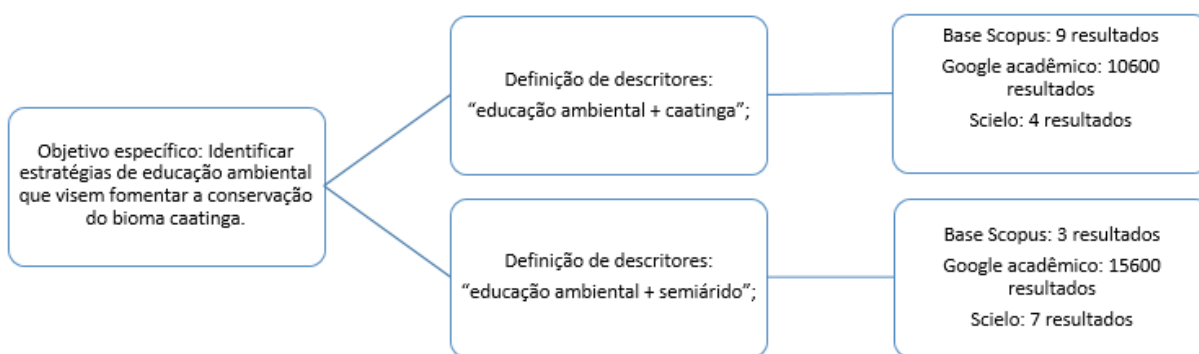 Objetivo específico: Identificar
estratégias de educação ambiental
que visem fomentar a conservação
do bioma caatinga.
Definição de descritores:
“educação ambiental + caatinga”;
Base Scopus: 9 resultados
Google acadêmico: 10600
resultados
Scielo: 4 resultados
Definição de descritores:
“educação ambiental + semiárido”;
Base Scopus: 3 resultados
Google acadêmico: 15600
resultados
Scielo: 7 resultados